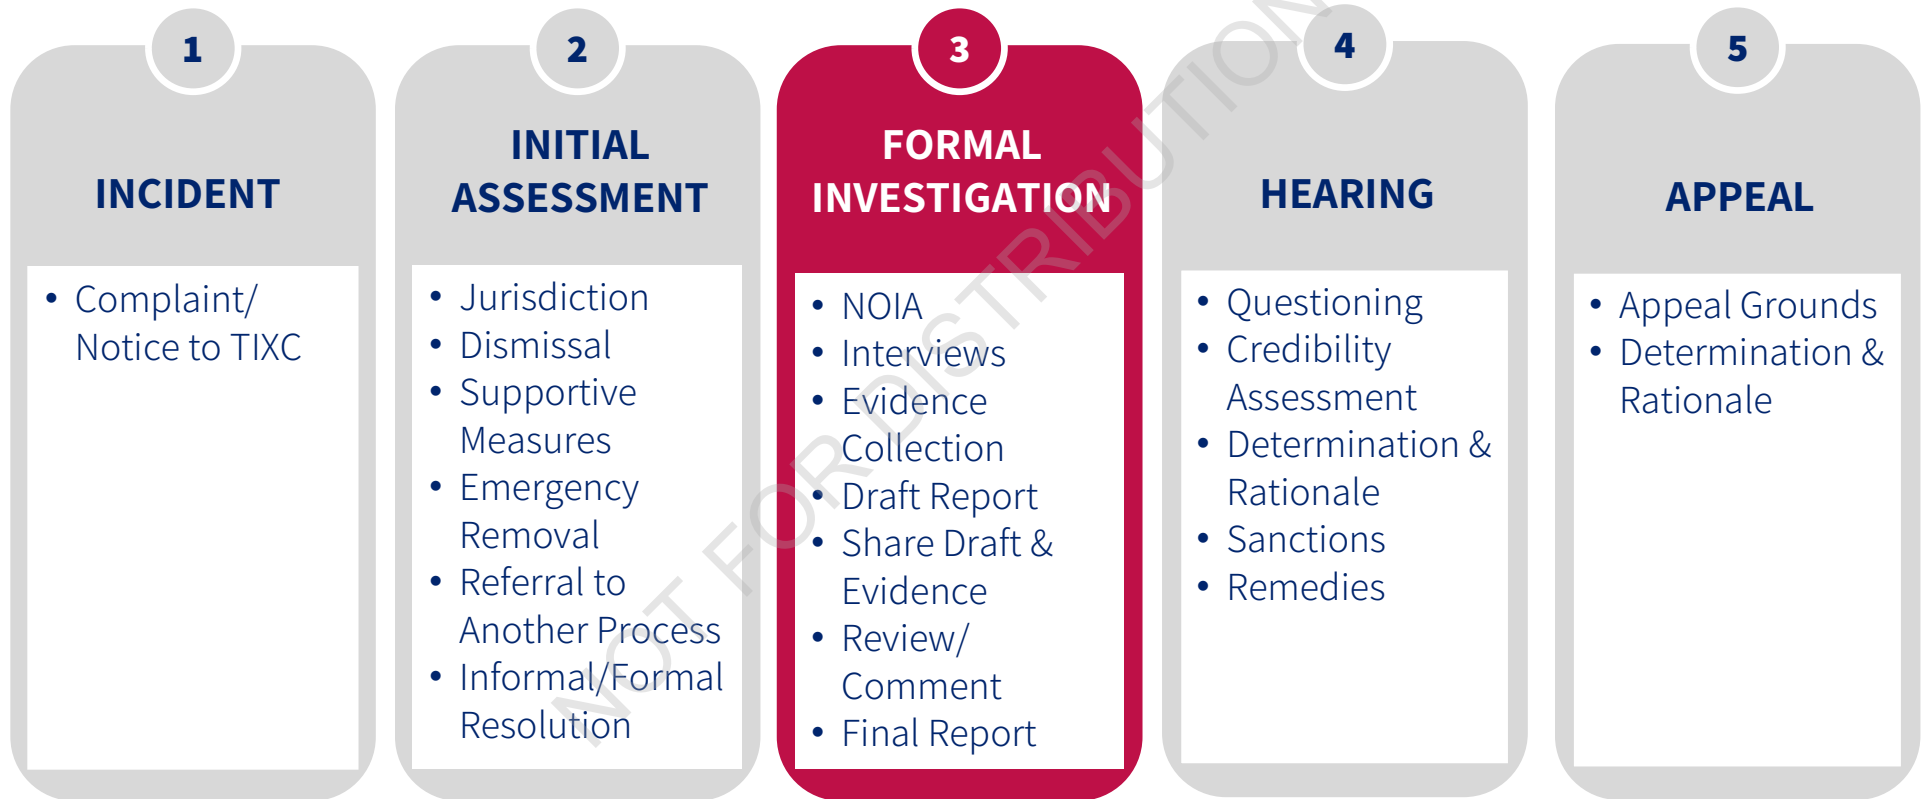 1
INCIDENT
• Complaint/
Notice to TIXC
2
INITIAL
ASSESSMENT
• Jurisdiction
• Dismissal
• Supportive
Measures
• Emergency
Removal
• Referral to
Another Process
• Informal/Formal
Resolution
3
FORMAL
INVESTIGATION
• NOIA
• Interviews
• Evidence
Collection
• Draft Report
• Share Draft &
Evidence
• Review/
Comment
• Final Report
4
HEARING
• Questioning
• Credibility
Assessment
• Determination &
Rationale
• Sanctions
• Remedies
5
APPEAL
• Appeal Grounds
• Determination &
Rationale
NOT FOR DISTRIBUTION